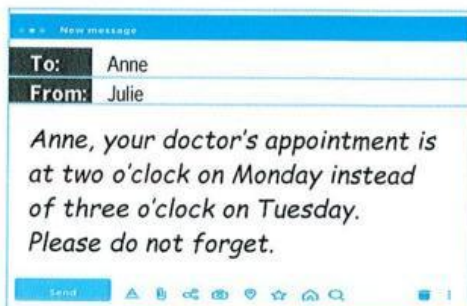 New message
To: Anne
From: Julie
Anne, your doctor's appointment is
at two o'clock on Monday instead
of three o'clock on Tuesday.
Please do not forget.
Send